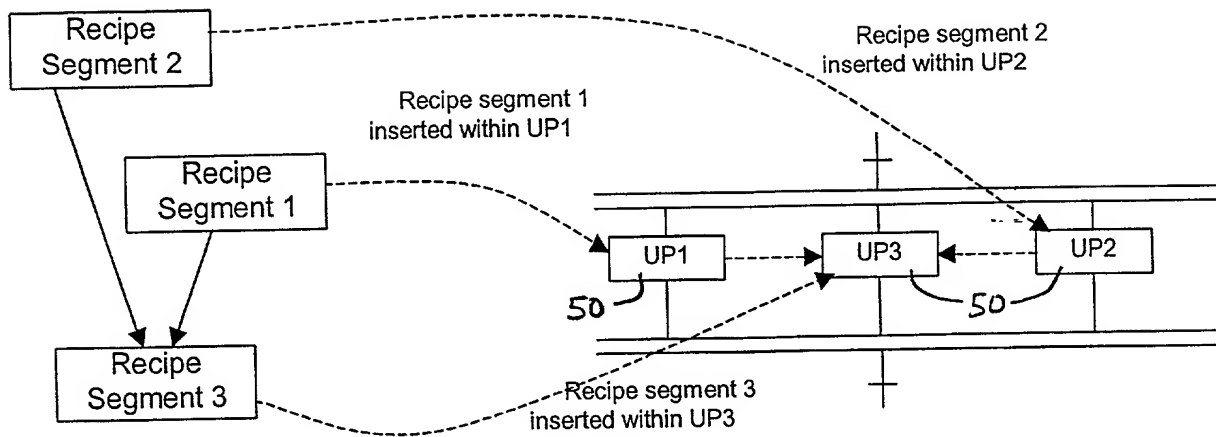 Recipe
Segment 2
Recipe segment 2
inserted within UP2
Recipe segment 1
inserted within UP1
Recipe
Segment 1
UP1
UP3
UP2
50
50
Recipe
Segment 3
Recipe segment 3
inserted within UP3